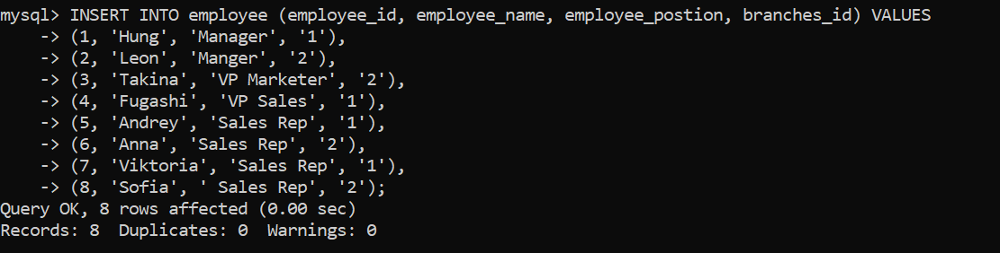 mysql> INSERT INTO employee (employee_id, employee_name, employee_postion, branches_id) VALUES
    -> (1, 'Hung', 'Manager', '1'),
    -> (2, 'Leon', 'Manger', '2'),
    -> (3, 'Takina', 'VP Marketer', '2'),
    -> (4, 'Fugashi', 'VP Sales', '1'),
    -> (5, 'Andrey', 'Sales Rep', '1'),
    -> (6, 'Anna', 'Sales Rep', '2'),
    -> (7, 'Viktoria', 'Sales Rep', '1'),
    -> (8, 'Sofia', ' Sales Rep', '2');
Query OK, 8 rows affected (0.00 sec)
Records: 8  Duplicates: 0  Warnings: 0